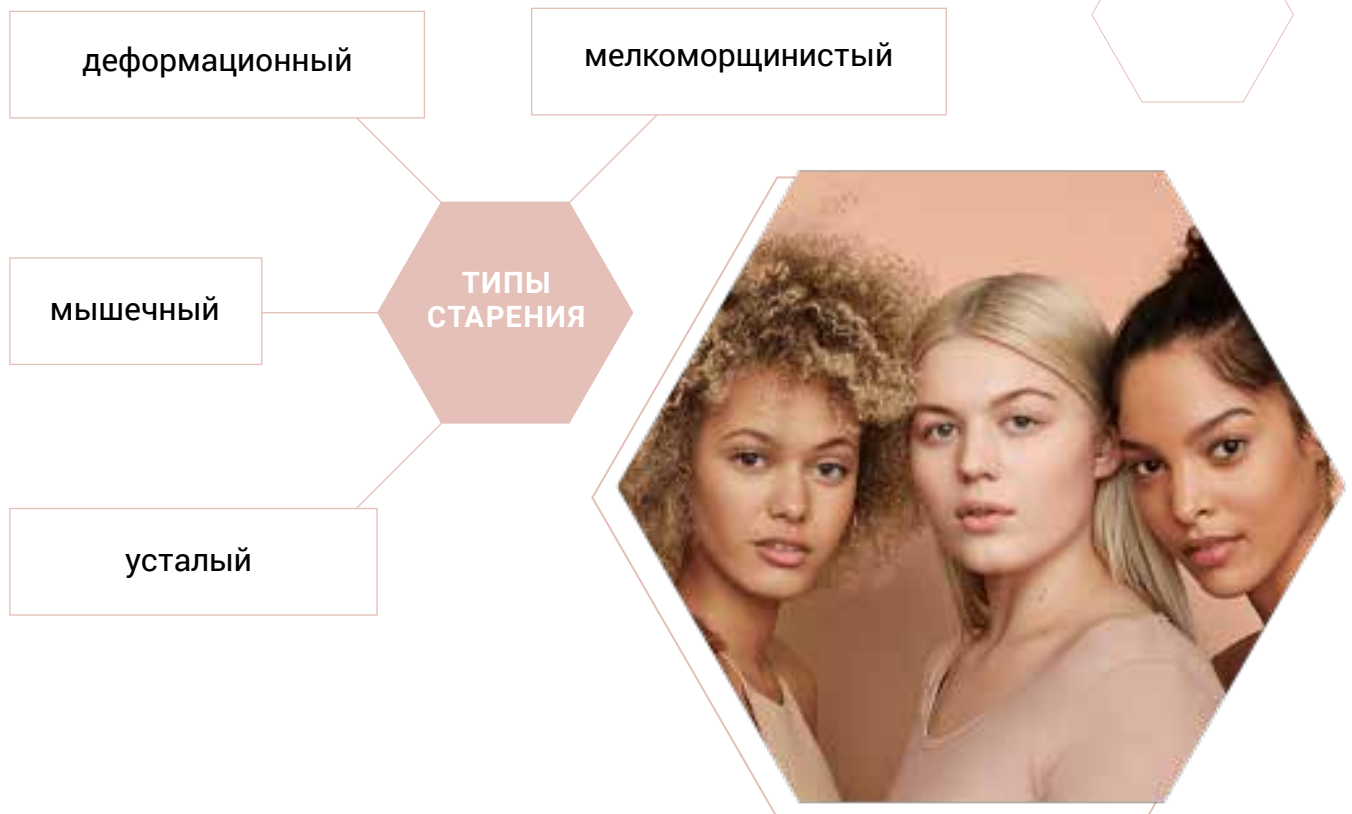 деформационный
мелкоморщинистый
ТИПЫ
СТАРЕНИЯ
мышечный
усталый